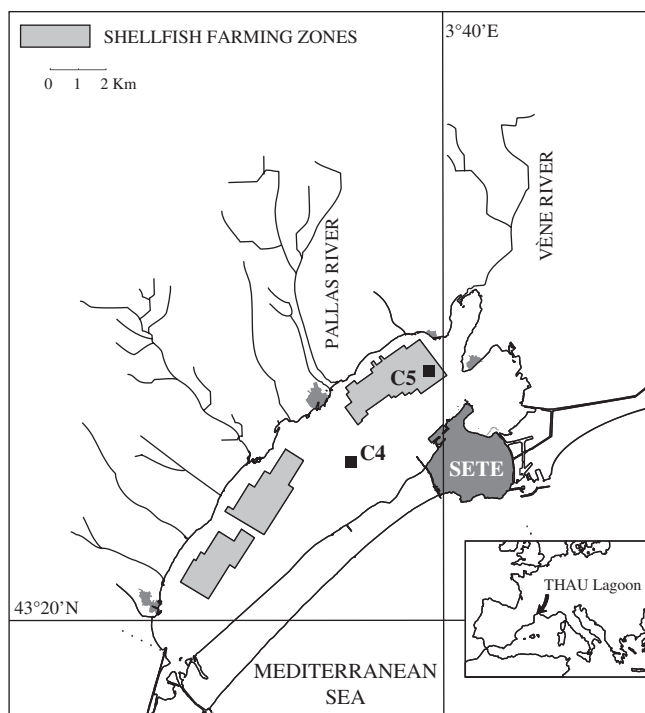 SHELLFISH FARMING ZONES
3°40'E
0 1 2 Km
PALLAS RIVER
VÈNE RIVER
C5
C4
SETE
THAU Lagoon
43°20'N
MEDITERRANEAN
SEA